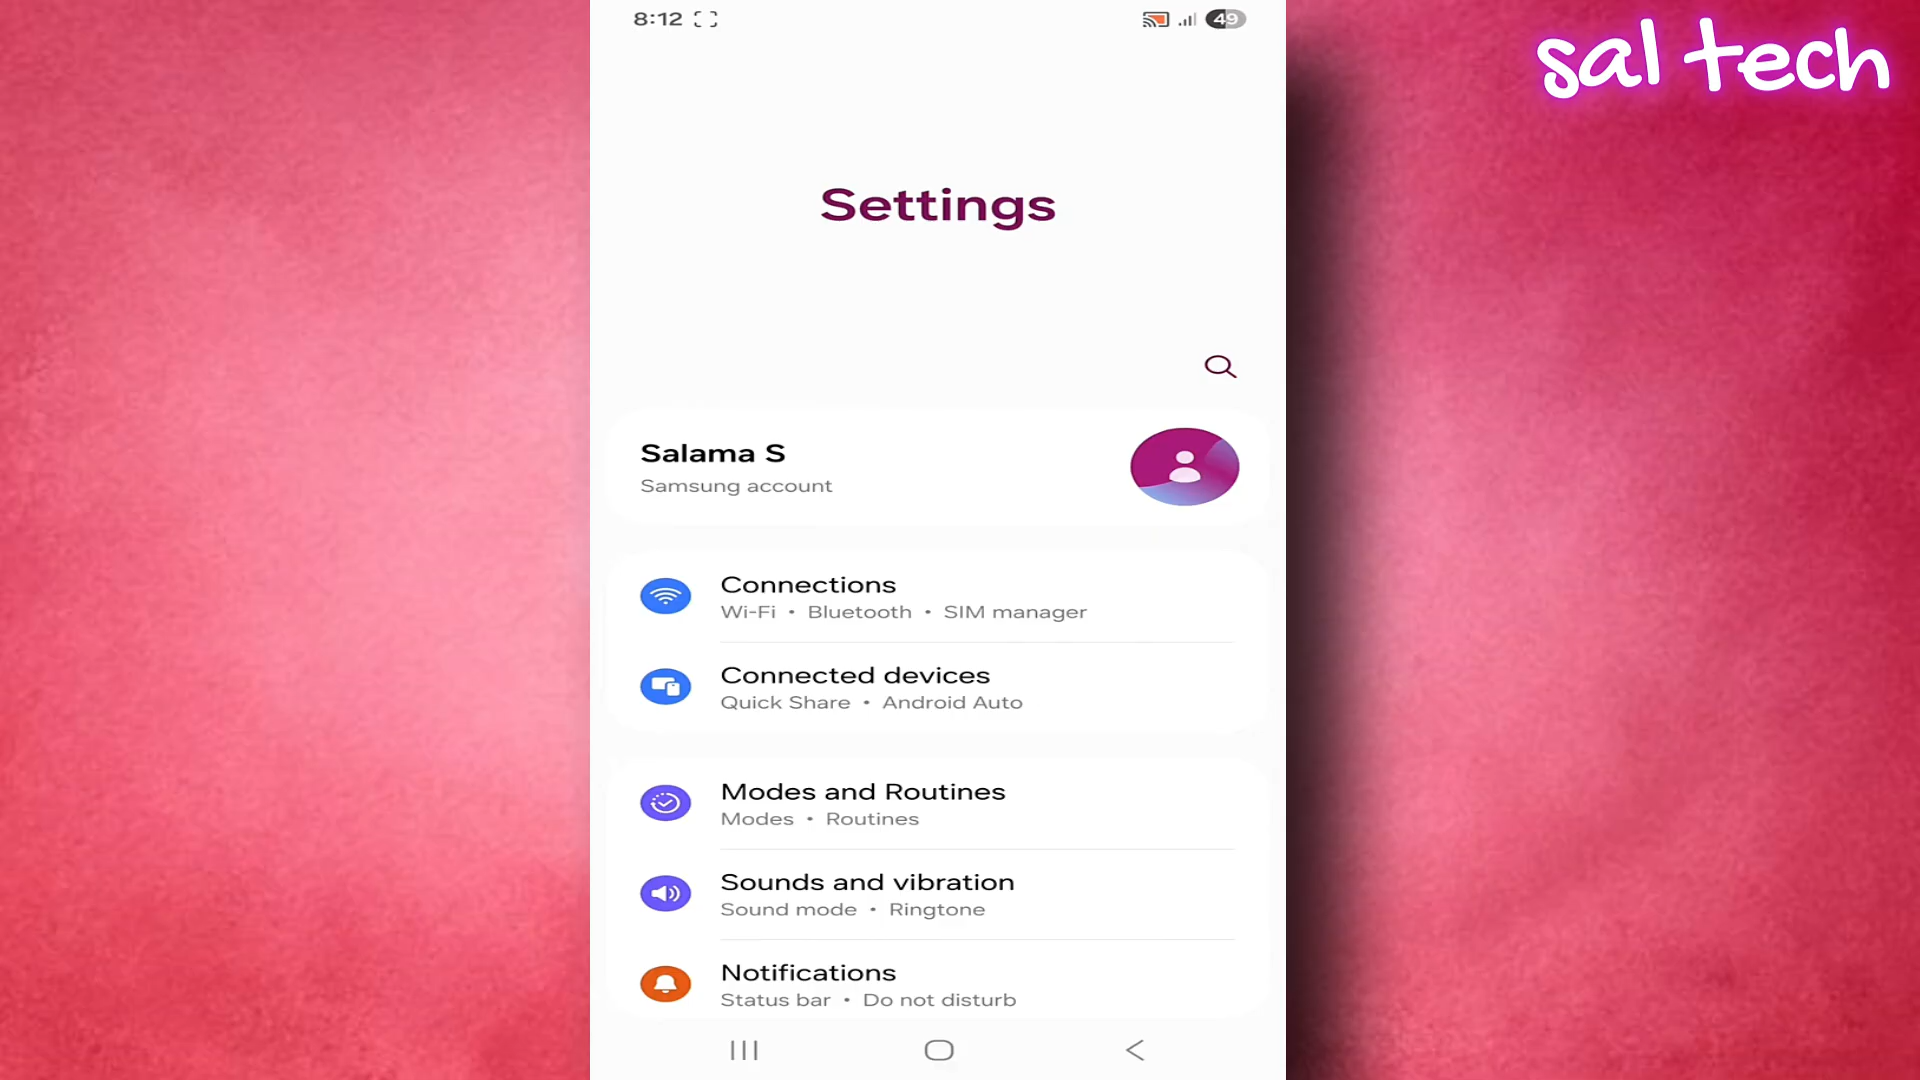 8:12
49
sal tech
Settings
Salama S
Samsung account
Connections
Wi-Fi • Bluetooth • SIM manager
Connected devices
Quick Share • Android Auto
Modes and Routines
Modes • Routines
Sounds and vibration
Sound mode • Ringtone
Notifications
Status bar • Do not disturb